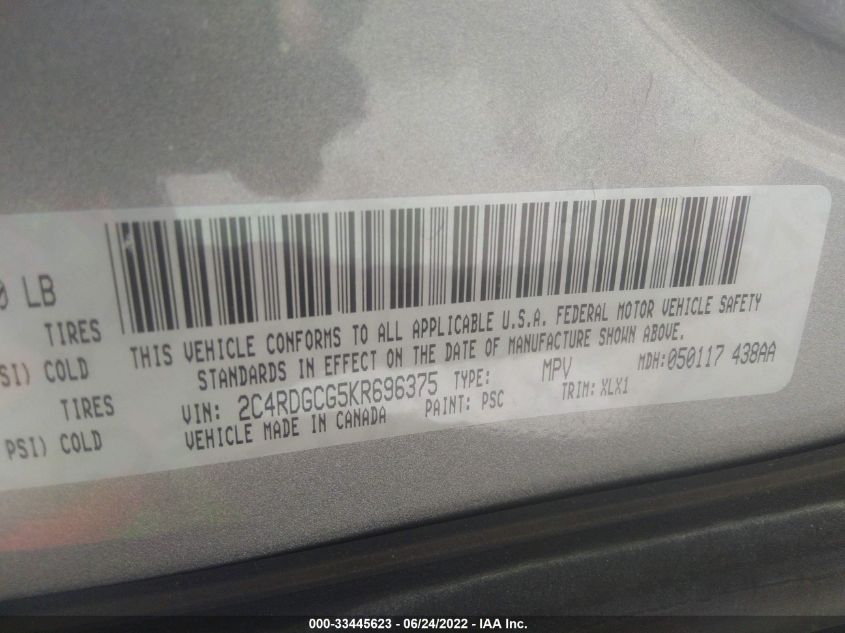 0 LB
TIRES
SI) COLD
TIRES
PSI) COLD
THIS VEHICLE CONFORMS TO ALL APPLICABLE U.S.A. FEDERAL MOTOR VEHICLE SAFETY
STANDARDS IN EFFECT ON THE DATE OF MANUFACTURE SHOWN ABOVE.
VIN: 2C4RDGCG5KR696375 TYPE: MPV MDH:050117 438AA
VEHICLE MADE IN CANADA PAINT: PSC TRIM: XLX1
000-33445623 - 06/24/2022 - IAA Inc.